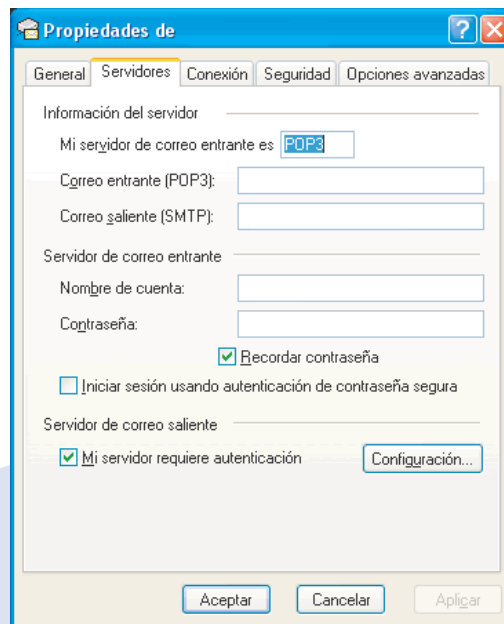 Propiedades de
General Servidores Conexión Seguridad Opciones avanzadas
Información del servidor
Mi servidor de correo entrante es POP3
Correo entrante (POP3):
Correo saliente (SMTP):
Servidor de correo entrante
Nombre de cuenta:
Contraseña:
Recordar contraseña
Iniciar sesión usando autenticación de contraseña segura
Servidor de correo saliente
Mi servidor requiere autenticación Configuración...
Aceptar Cancelar Aplicar